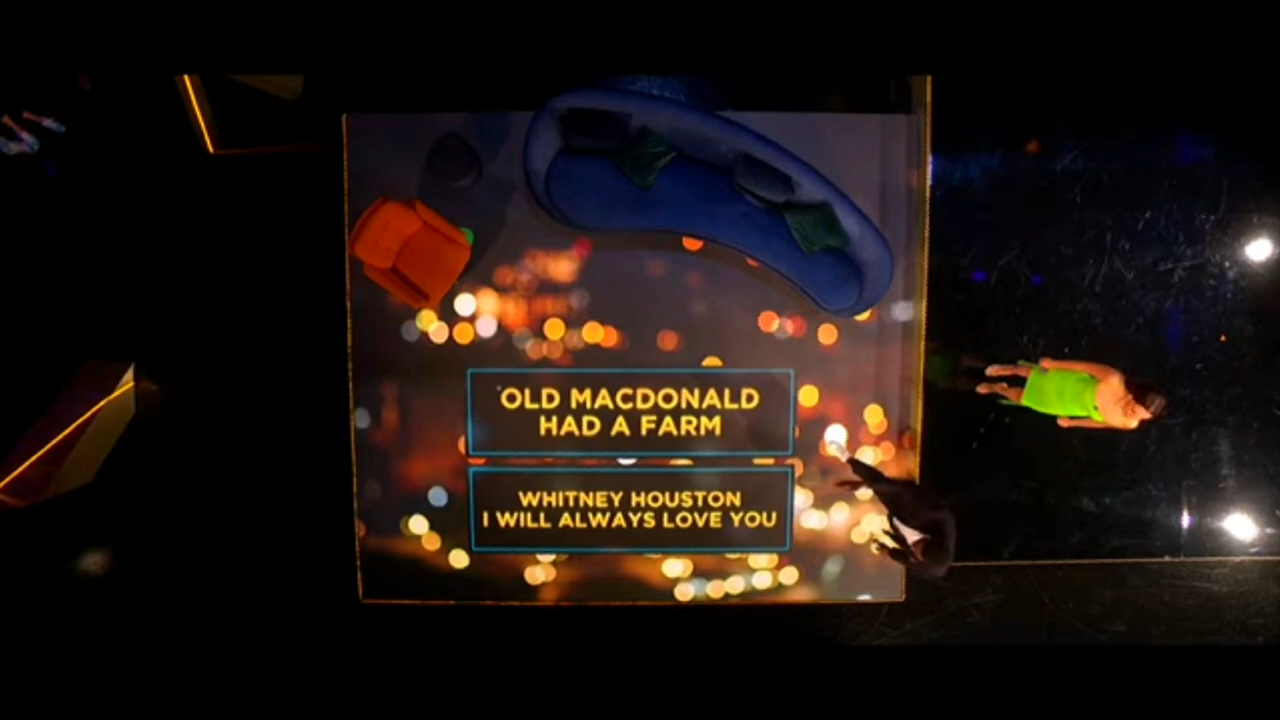 OLD MACDONALD
HAD A FARM
WHITNEY HOUSTON
I WILL ALWAYS LOVE YOU